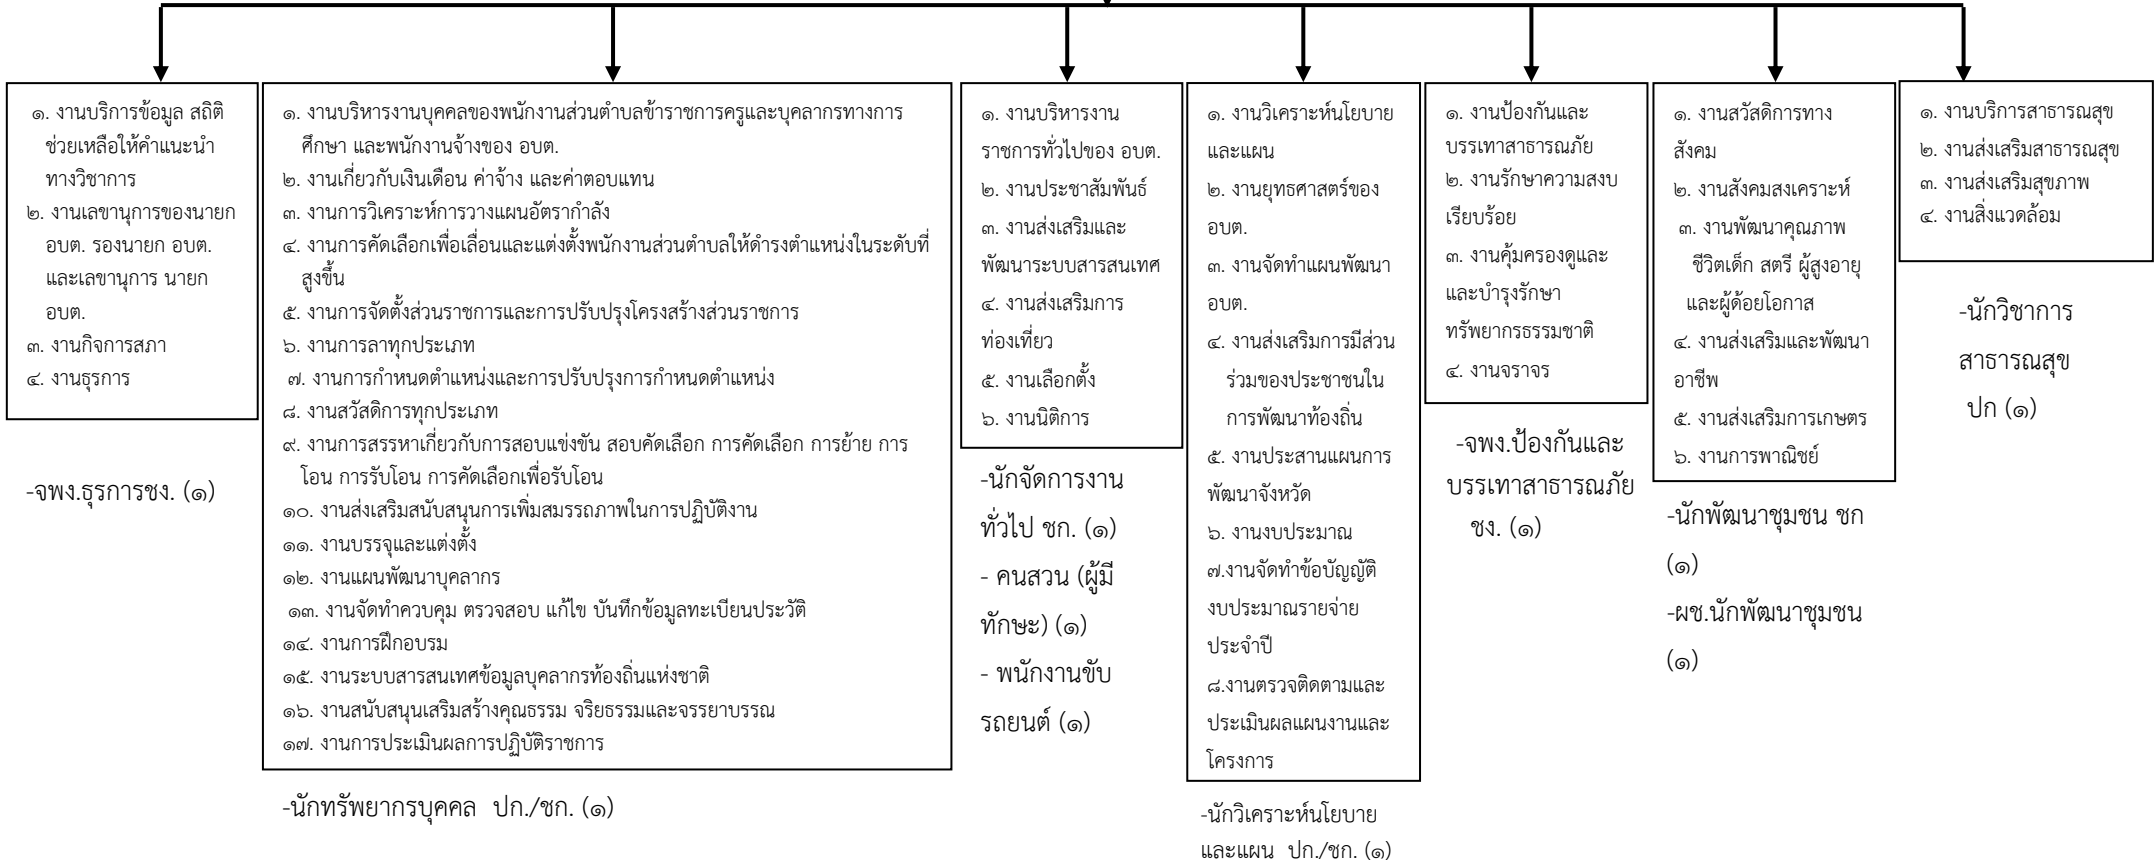 ๑. งานบริการข้อมูล สถิติ
ช่วยเหลือให้คำแนะนำ
ทางวิชาการ
๒. งานเลขานุการของนายก
อบต. รองนายก อบต.
และเลขานุการ นายก
อบต.
๓. งานกิจการสภา
๔. งานธุรการ
-จพง.ธุรการชง. (๑)
๑. งานบริหารงานบุคคลของพนักงานส่วนตำบลข้าราชการครูและบุคลากรทางการ
ศึกษา และพนักงานจ้างของ อบต.
๒. งานเกี่ยวกับเงินเดือน ค่าจ้าง และค่าตอบแทน
๓. งานการวิเคราะห์การวางแผนอัตรากำลัง
๔. งานการคัดเลือกเพื่อเลื่อนและแต่งตั้งพนักงานส่วนตำบลให้ดำรงตำแหน่งในระดับที่
สูงขึ้น
๕. งานการจัดตั้งส่วนราชการและการปรับปรุงโครงสร้างส่วนราชการ
๖. งานการลาทุกประเภท
๗. งานการกำหนดตำแหน่งและการปรับปรุงการกำหนดตำแหน่ง
๘. งานสวัสดิการทุกประเภท
๙. งานการสรรหาเกี่ยวกับการสอบแข่งขัน สอบคัดเลือก การคัดเลือก การย้าย การ
โอน การรับโอน การคัดเลือกเพื่อรับโอน
๑๐. งานส่งเสริมสนับสนุนการเพิ่มสมรรถภาพในการปฏิบัติงาน
๑๑. งานบรรจุและแต่งตั้ง
๑๒. งานแผนพัฒนาบุคลากร
๑๓. งานจัดทำควบคุม ตรวจสอบ แก้ไข บันทึกข้อมูลทะเบียนประวัติ
๑๔. งานการฝึกอบรม
๑๕. งานระบบสารสนเทศข้อมูลบุคลากรท้องถิ่นแห่งชาติ
๑๖. งานสนับสนุนเสริมสร้างคุณธรรม จริยธรรมและจรรยาบรรณ
๑๗. งานการประเมินผลการปฏิบัติราชการ
-นักทรัพยากรบุคคล ปก./ชก. (๑)
๑. งานบริหารงาน
ราชการทั่วไปของ อบต.
๒. งานประชาสัมพันธ์
๓. งานส่งเสริมและ
พัฒนาระบบสารสนเทศ
๔. งานส่งเสริมการ
ท่องเที่ยว
๕. งานเลือกตั้ง
๖. งานนิติการ
-นักจัดการงาน
ทั่วไป ชก. (๑)
- คนสวน (ผู้มี
ทักษะ) (๑)
- พนักงานขับ
รถยนต์ (๑)
๑. งานวิเคราะห์นโยบาย
และแผน
๒. งานยุทธศาสตร์ของ
อบต.
๓. งานจัดทำแผนพัฒนา
อบต.
๔. งานส่งเสริมการมีส่วน
ร่วมของประชาชนใน
การพัฒนาท้องถิ่น
๕. งานประสานแผนการ
พัฒนาจังหวัด
๖. งานงบประมาณ
๗.งานจัดทำข้อบัญญัติ
งบประมาณรายจ่าย
ประจำปี
๘.งานตรวจติดตามและ
ประเมินผลแผนงานและ
โครงการ
-นักวิเคราะห์นโยบาย
และแผน ปก./ชก. (๑)
๑. งานป้องกันและ
บรรเทาสาธารณภัย
๒. งานรักษาความสงบ
เรียบร้อย
๓. งานคุ้มครองดูและ
และบำรุงรักษา
ทรัพยากรธรรมชาติ
๔. งานจราจร
-จพง.ป้องกันและ
บรรเทาสาธารณภัย
ชง. (๑)
๑. งานสวัสดิการทาง
สังคม
๒. งานสังคมสงเคราะห์
๓. งานพัฒนาคุณภาพ
ชีวิตเด็ก สตรี ผู้สูงอายุ
และผู้ด้อยโอกาส
๔. งานส่งเสริมและพัฒนา
อาชีพ
๕. งานส่งเสริมการเกษตร
๖. งานการพาณิชย์
-นักพัฒนาชุมชน ชก
(๑)
-ผช.นักพัฒนาชุมชน
(๑)
๑. งานบริการสาธารณสุข
๒. งานส่งเสริมสาธารณสุข
๓. งานส่งเสริมสุขภาพ
๔. งานสิ่งแวดล้อม
-นักวิชาการ
สาธารณสุข
ปก (๑)